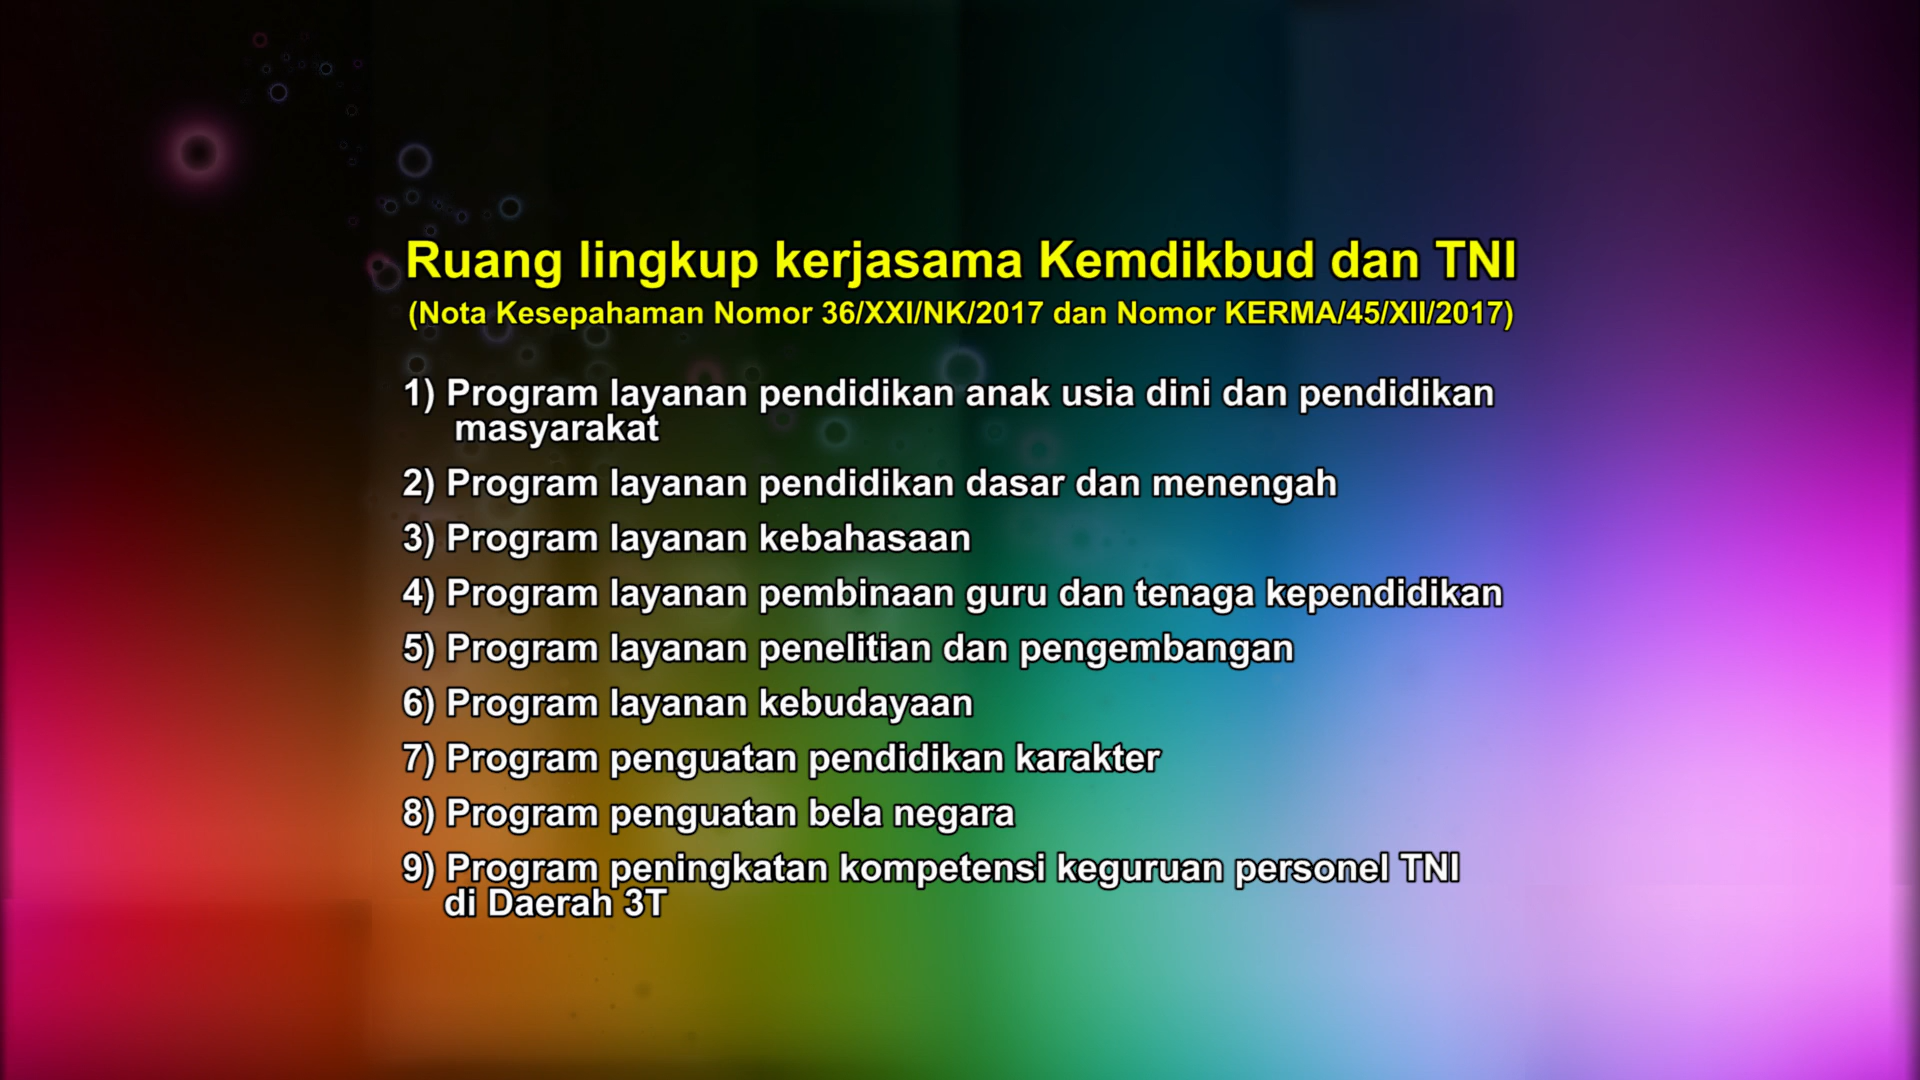 Ruang lingkup kerjasama Kemdikbud dan TNI
(Nota Kesepahaman Nomor 36/XXI/NK/2017 dan Nomor KERMA/45/XII/2017)
1) Program layanan pendidikan anak usia dini dan pendidikan
masyarakat
2) Program layanan pendidikan dasar dan menengah
3) Program layanan kebahasaan
4) Program layanan pembinaan guru dan tenaga kependidikan
5) Program layanan penelitian dan pengembangan
6) Program layanan kebudayaan
7) Program penguatan pendidikan karakter
8) Program penguatan bela negara
9) Program peningkatan kompetensi keguruan personel TNI
di Daerah 3T